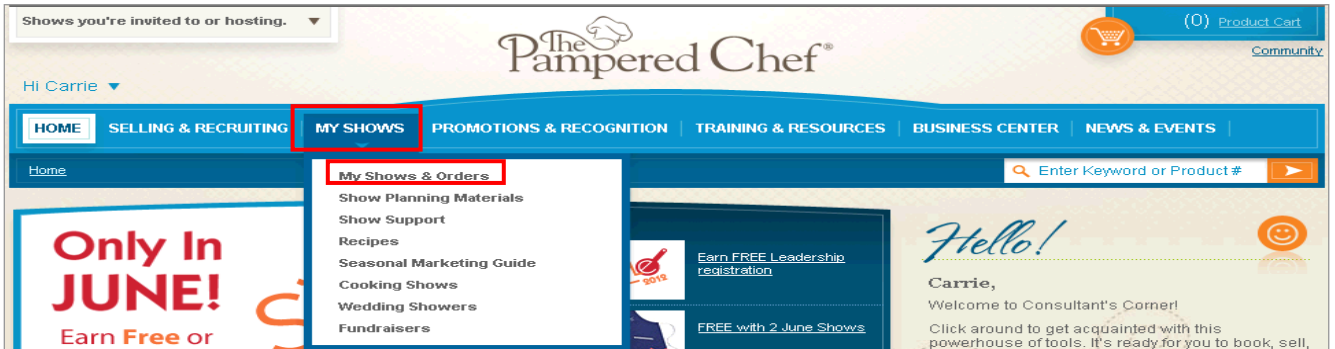 Shows you're invited to or hosting.
(0) Product Cart
The
Pampered Chef®
Community
Hi Carrie
HOME SELLING & RECRUITING MY SHOWS PROMOTIONS & RECOGNITION TRAINING & RESOURCES BUSINESS CENTER NEWS & EVENTS
Home
Enter Keyword or Product #
My Shows & Orders
Show Planning Materials
Show Support
Recipes
Seasonal Marketing Guide
Cooking Shows
Wedding Showers
Fundraisers
Only In
JUNE!
Earn Free or
2012
Earn FREE Leadership
registration
FREE with 2 June Shows
Hello!
Carrie,
Welcome to Consultant's Corner!
Click around to get acquainted with this
powerhouse of tools. It's ready for you to book, sell,